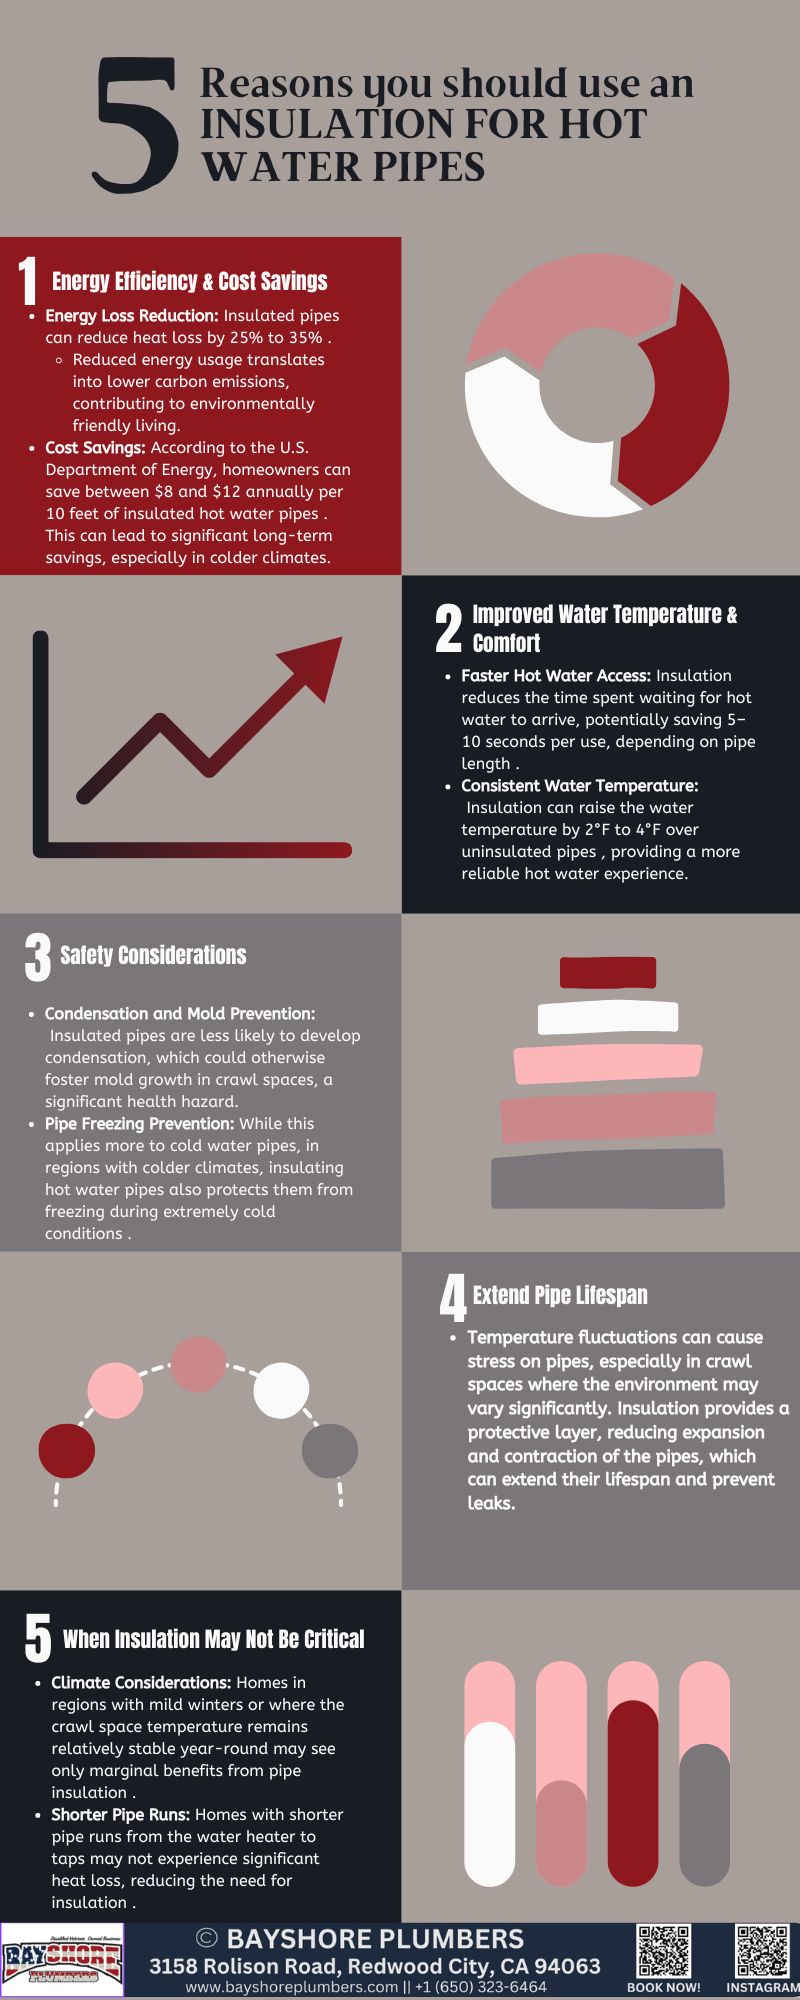 5
Reasons you should use an
INSULATION FOR HOT
WATER PIPES
1 Energy Efficiency & Cost Savings
• Energy Loss Reduction: Insulated pipes
can reduce heat loss by 25% to 35% .
◦ Reduced energy usage translates
into lower carbon emissions,
contributing to environmentally
friendly living.
• Cost Savings: According to the U.S.
Department of Energy, homeowners can
save between $8 and $12 annually per
10 feet of insulated hot water pipes .
This can lead to significant long-term
savings, especially in colder climates.
2 Improved Water Temperature &
Comfort
• Faster Hot Water Access: Insulation
reduces the time spent waiting for hot
water to arrive, potentially saving 5–
10 seconds per use, depending on pipe
length .
• Consistent Water Temperature:
Insulation can raise the water
temperature by 2°F to 4°F over
uninsulated pipes , providing a more
reliable hot water experience.
3 Safety Considerations
• Condensation and Mold Prevention:
Insulated pipes are less likely to develop
condensation, which could otherwise
foster mold growth in crawl spaces, a
significant health hazard.
• Pipe Freezing Prevention: While this
applies more to cold water pipes, in
regions with colder climates, insulating
hot water pipes also protects them from
freezing during extremely cold
conditions .
4 Extend Pipe Lifespan
• Temperature fluctuations can cause
stress on pipes, especially in crawl
spaces where the environment may
vary significantly. Insulation provides a
protective layer, reducing expansion
and contraction of the pipes, which
can extend their lifespan and prevent
leaks.
5 When Insulation May Not Be Critical
• Climate Considerations: Homes in
regions with mild winters or where the
crawl space temperature remains
relatively stable year-round may see
only marginal benefits from pipe
insulation .
• Shorter Pipe Runs: Homes with shorter
pipe runs from the water heater to
taps may not experience significant
heat loss, reducing the need for
insulation .
Disabled Veteran Owned Business
BAYSHORE
PLUMBERS
© BAYSHORE PLUMBERS
3158 Rolison Road, Redwood City, CA 94063
www.bayshoreplumbers.com || +1 (650) 323-6464
BOOK NOW!
INSTAGRAM